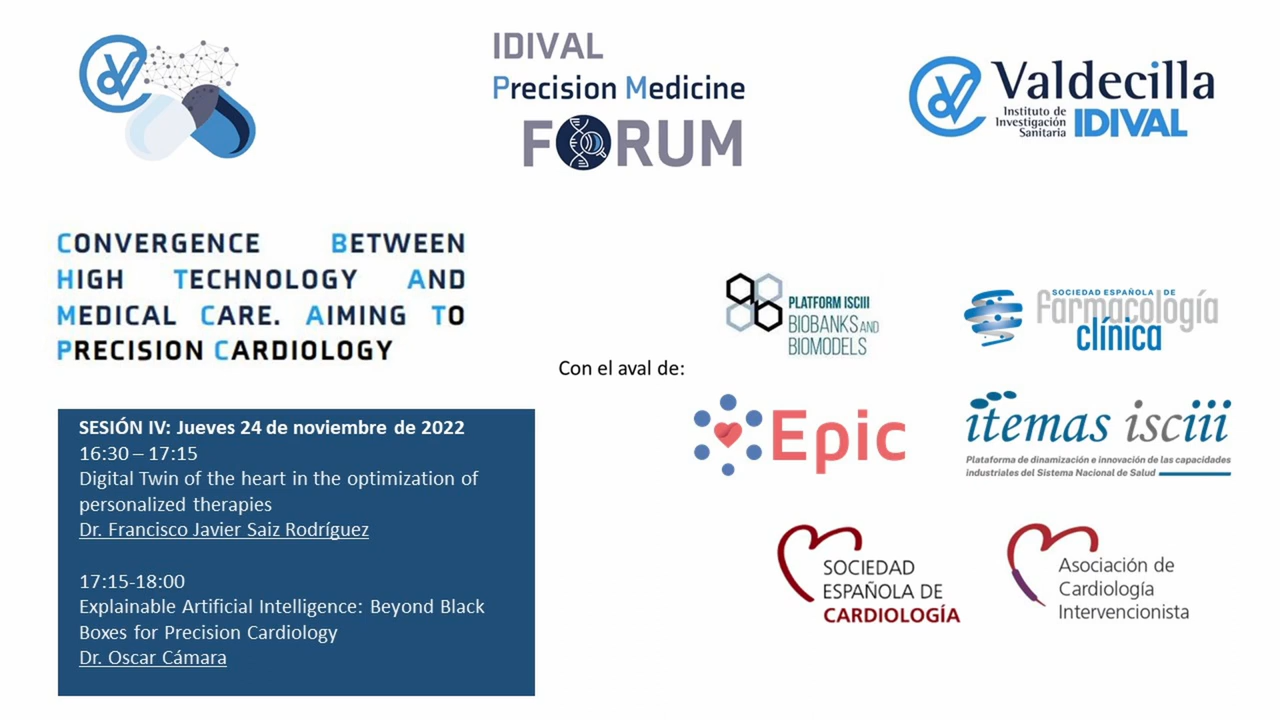 IDIVAL
Precision Medicine
FORUM
Valdecilla
Instituto de
Investigación
Sanitaria
IDIVAL
CONVERGENCE BETWEEN
HIGH TECHNOLOGY AND
MEDICAL CARE. AIMING TO
PRECISION CARDIOLOGY
SESIÓN IV: Jueves 24 de noviembre de 2022
16:30 – 17:15
Digital Twin of the heart in the optimization of
personalized therapies
Dr. Francisco Javier Saiz Rodríguez
17:15-18:00
Explainable Artificial Intelligence: Beyond Black
Boxes for Precision Cardiology
Dr. Oscar Cámara
Con el aval de:
PLATFORM ISCIII
BIOBANKS AND
BIOMODELS
SOCIEDAD ESPAÑOLA DE
farmacología
clínica
Epic
itemas isciii
Plataforma de dinamización e innovación de las capacidades
industriales del Sistema Nacional de Salud
SOCIEDAD
ESPAÑOLA DE
CARDIOLOGÍA
Asociación de
Cardiología
Intervencionista